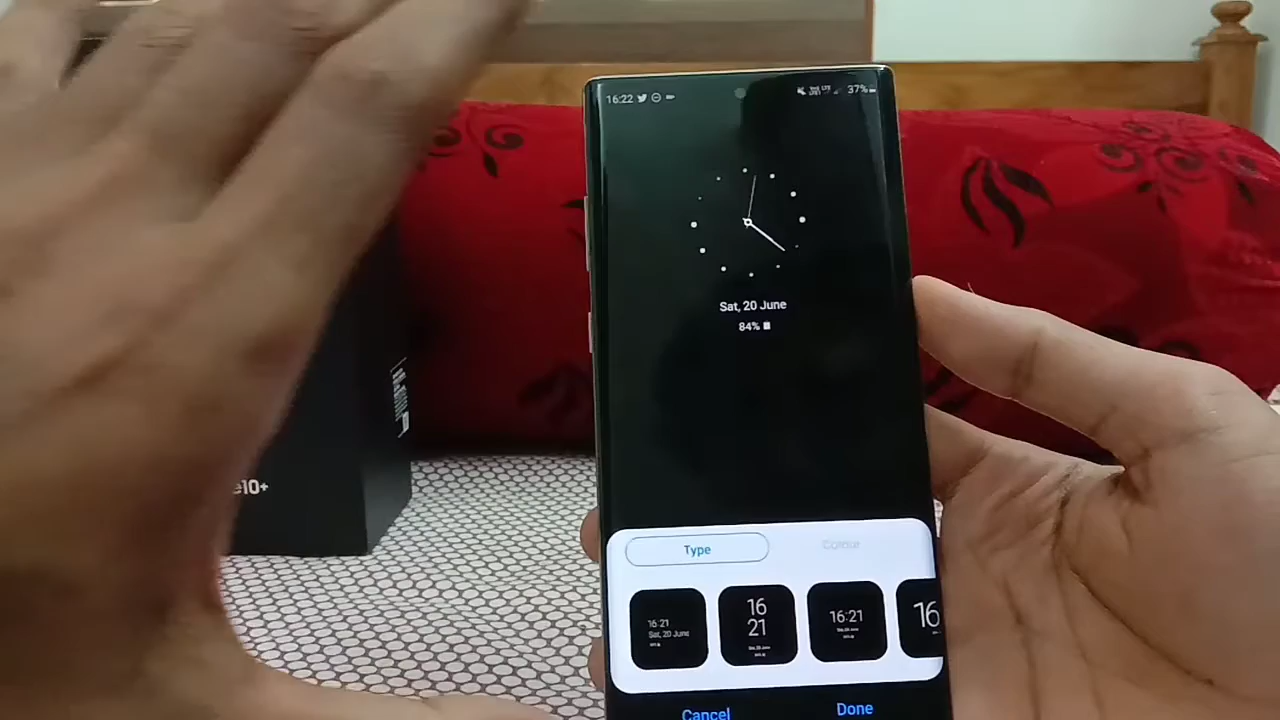 16:22
37%
Sat, 20 June
84%
e10+
Type
Colour
16:21
Sat, 20 June
16
21
16:21
16
Cancel
Done